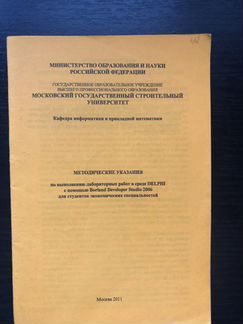 МИНИСТЕРСТВО ОБРАЗОВАНИЯ И НАУКИ
РОССИЙСКОЙ ФЕДЕРАЦИИ
ГОСУДАРСТВЕННОЕ ОБРАЗОВАТЕЛЬНОЕ УЧРЕЖДЕНИЕ
ВЫСШЕГО ПРОФЕССИОНАЛЬНОГО ОБРАЗОВАНИЯ
МОСКОВСКИЙ ГОСУДАРСТВЕННЫЙ СТРОИТЕЛЬНЫЙ
УНИВЕРСИТЕТ
Кафедра информатики и прикладной математики
МЕТОДИЧЕСКИЕ УКАЗАНИЯ
по выполнению лабораторных работ в среде DELPHI
с помощью Borland Developer Studio 2006
для студентов экономических специальностей
Москва 2011